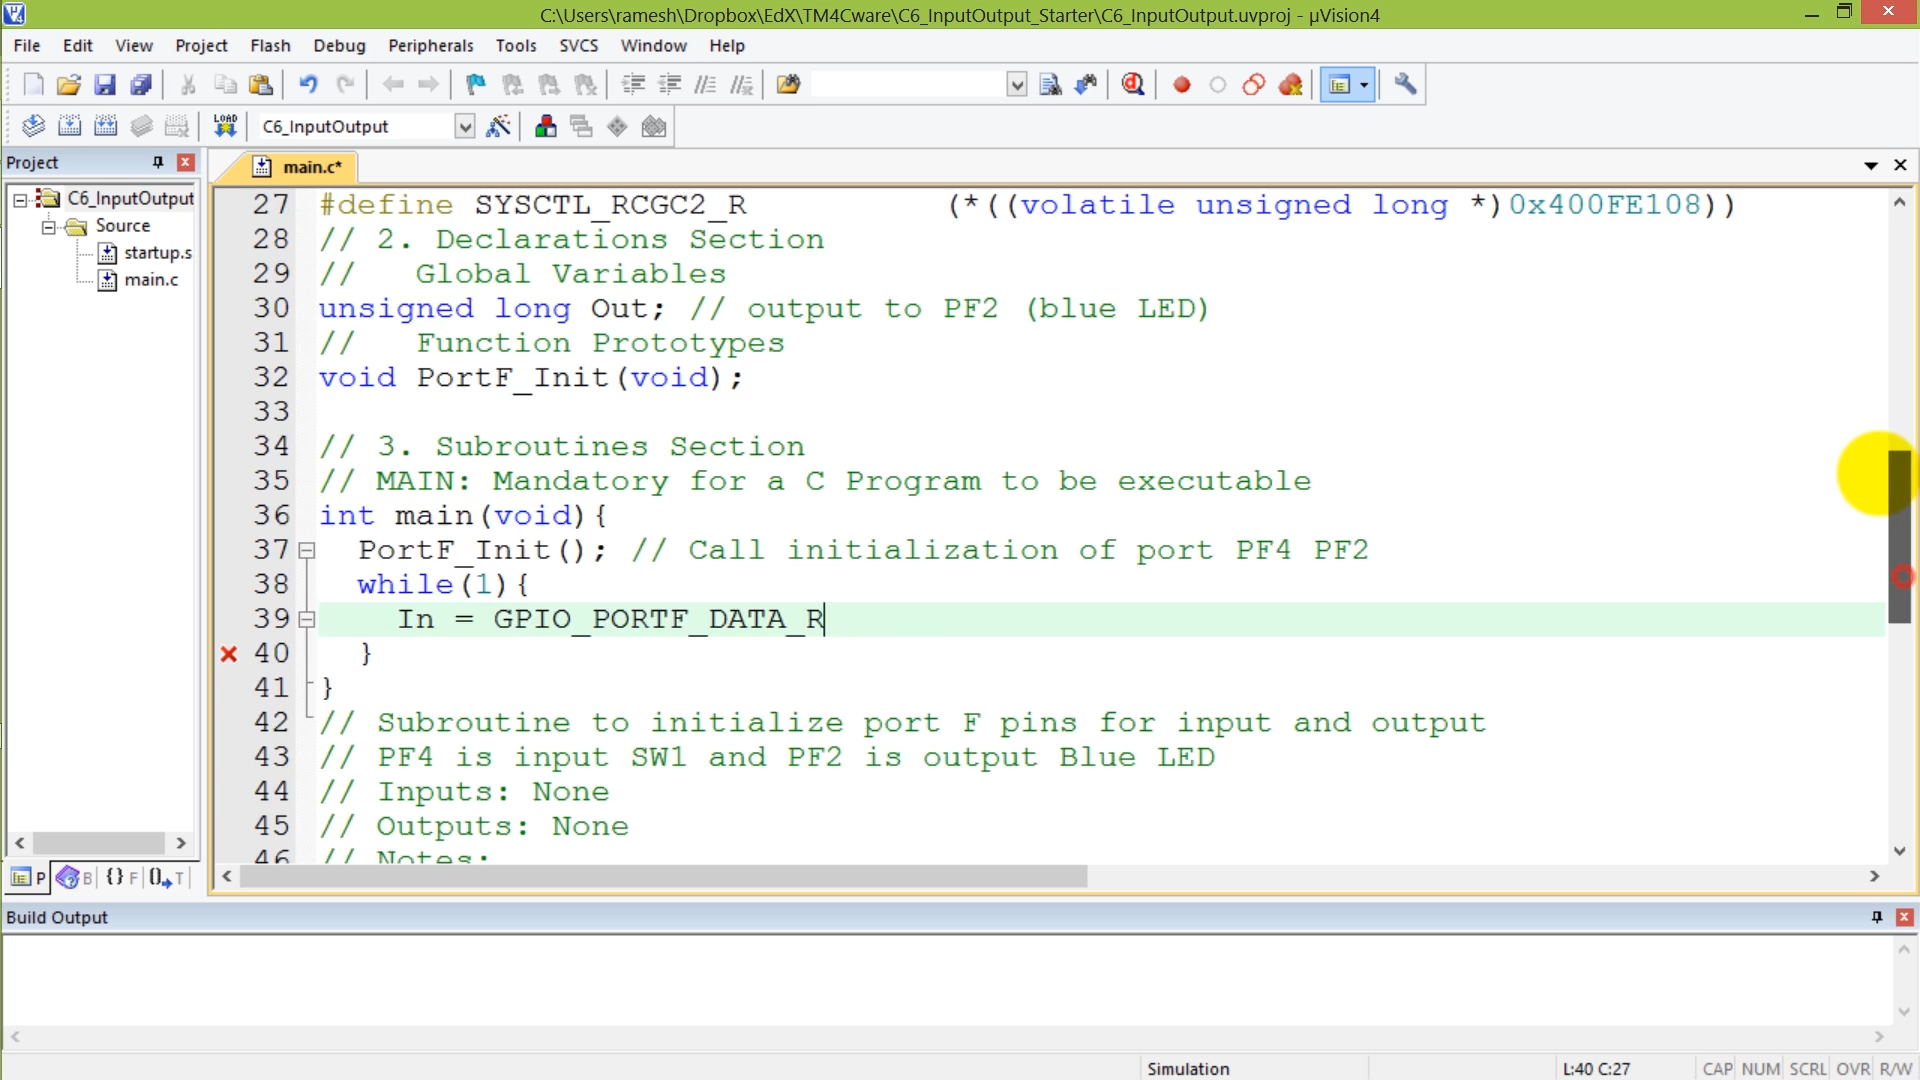 C:\Users\ramesh\Dropbox\EdX\TM4Cware\C6_InputOutput_Starter\C6_InputOutput.uvproj - µVision4
File Edit View Project Flash Debug Peripherals Tools SVCS Window Help
LOAD C6_InputOutput
Project
main.c*
C6_InputOutput
Source
startup.s
main.c
27 #define SYSCTL_RCGC2_R (*((volatile unsigned long *)0x400FE108))
28 // 2. Declarations Section
29 // Global Variables
30 unsigned long Out; // output to PF2 (blue LED)
31 // Function Prototypes
32 void PortF_Init(void);
33
34 // 3. Subroutines Section
35 // MAIN: Mandatory for a C Program to be executable
36 int main(void){
37 PortF_Init(); // Call initialization of port PF4 PF2
38 while(1){
39 In = GPIO_PORTF_DATA_R
40 }
41 }
42 // Subroutine to initialize port F pins for input and output
43 // PF4 is input SW1 and PF2 is output Blue LED
44 // Inputs: None
45 // Outputs: None
46 // Notes:
P B {} F 0 T
Build Output
Simulation L:40 C:27 CAP NUM SCRL OVR R/W